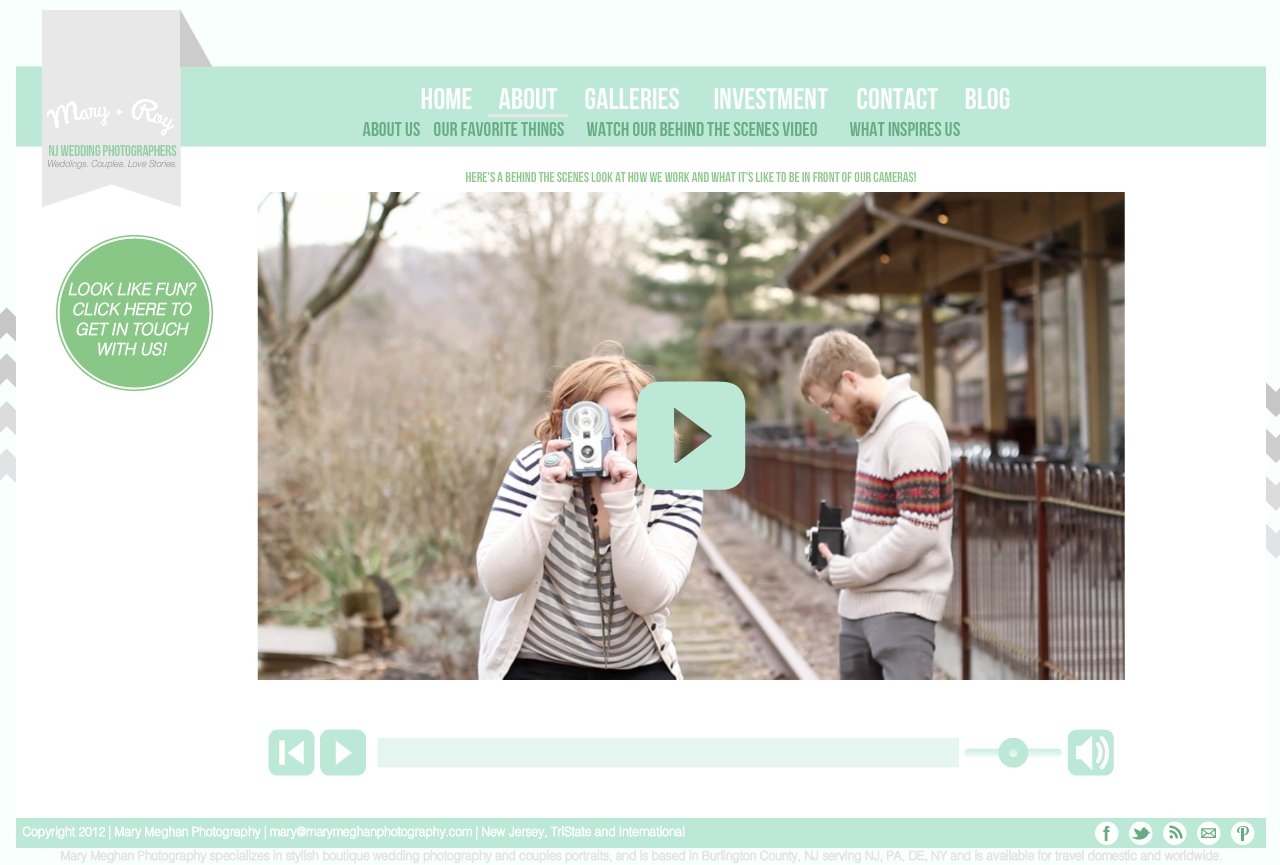 Mary + Roy
NJ WEDDING PHOTOGRAPHERS
Weddings. Couples. Love Stories.
HOME ABOUT GALLERIES INVESTMENT CONTACT BLOG
ABOUT US OUR FAVORITE THINGS WATCH OUR BEHIND THE SCENES VIDEO WHAT INSPIRES US
HERE'S A BEHIND THE SCENES LOOK AT HOW WE WORK AND WHAT IT'S LIKE TO BE IN FRONT OF OUR CAMERAS!
LOOK LIKE FUN?
CLICK HERE TO
GET IN TOUCH
WITH US!
Copyright 2012 | Mary Meghan Photography | mary@marymeghanphotography.com | New Jersey, TriState and International
Mary Meghan Photography specializes in stylish boutique wedding photography and couples portraits, and is based in Burlington County, NJ serving NJ, PA, DE, NY and is available for travel domestic and worldwide.